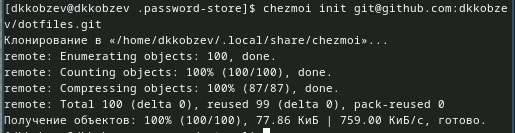 [dkkobzev@dkkobzev .password-store]$ chezmoi init git@github.com:dkkobze
v/dotfiles.git
Клонирование в «/home/dkkobzev/.local/share/chezmoi»...
remote: Enumerating objects: 100, done.
remote: Counting objects: 100% (100/100), done.
remote: Compressing objects: 100% (87/87), done.
remote: Total 100 (delta 0), reused 99 (delta 0), pack-reused 0
Получение объектов: 100% (100/100), 77.86 КиБ | 759.00 КиБ/с, готово.